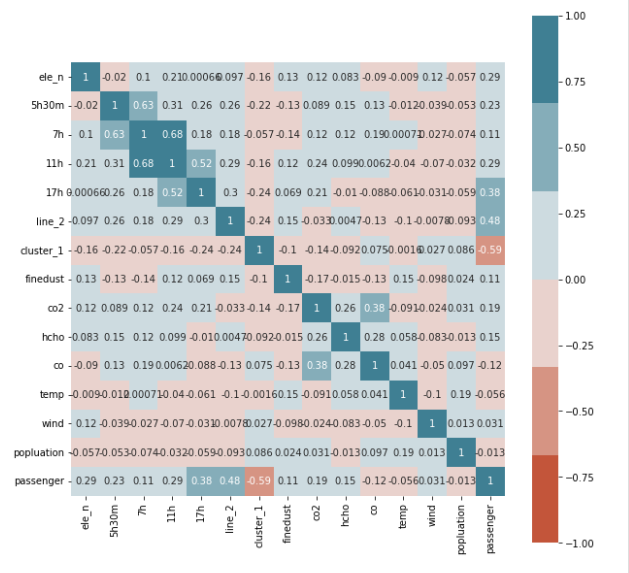 ele_n 1 -0.02 0.1 0.21 0.00066 0.097 -0.16 0.13 0.12 0.083 -0.09 -0.009 0.12 -0.057 0.29
5h30m -0.02 1 0.63 0.31 0.26 0.26 -0.22 -0.13 0.089 0.15 0.13 -0.012 -0.039 -0.053 0.23
7h 0.1 0.63 1 0.68 0.18 0.18 -0.057 -0.14 0.12 0.12 0.19 0.00071 -0.027 -0.074 0.11
11h 0.21 0.31 0.68 1 0.52 0.29 -0.16 0.12 0.24 0.099 0.0062 -0.04 -0.07 -0.032 0.29
17h 0.00066 0.26 0.18 0.52 1 0.3 -0.24 0.069 0.21 -0.01 -0.088 -0.061 -0.031 -0.059 0.38
line_2 -0.097 0.26 0.18 0.29 0.3 1 -0.24 0.15 -0.033 0.0047 -0.13 -0.1 -0.0078 -0.093 0.48
cluster_1 -0.16 -0.22 -0.057 -0.16 -0.24 -0.24 1 -0.1 -0.14 -0.092 0.075 -0.0016 0.027 0.086 -0.59
finedust 0.13 -0.13 -0.14 0.12 0.069 0.15 -0.1 1 -0.17 -0.015 -0.13 0.15 -0.098 0.024 0.11
co2 0.12 0.089 0.12 0.24 0.21 -0.033 -0.14 -0.17 1 0.26 0.38 -0.091 -0.024 0.031 0.19
hcho 0.083 0.15 0.12 0.099 -0.01 0.0047 -0.092 -0.015 0.26 1 0.28 0.058 -0.083 -0.013 0.15
co -0.09 0.13 0.19 0.0062 -0.088 -0.13 0.075 -0.13 0.38 0.28 1 0.041 -0.05 0.097 -0.12
temp -0.009 -0.012 0.00071 -0.04 -0.061 -0.1 -0.0016 0.15 -0.091 0.058 0.041 1 -0.1 0.19 -0.056
wind 0.12 -0.039 -0.027 -0.07 -0.031 -0.0078 0.027 -0.098 -0.024 -0.083 -0.05 -0.1 1 0.013 0.031
popluation -0.057 -0.053 -0.074 -0.032 -0.059 -0.093 0.086 0.024 0.031 -0.013 0.097 0.19 0.013 1 -0.013
passenger 0.29 0.23 0.11 0.29 0.38 0.48 -0.59 0.11 0.19 0.15 -0.12 -0.056 0.031 -0.013 1
ele_n 5h30m 7h 11h 17h line_2 cluster_1 finedust co2 hcho co temp wind popluation passenger
1.00
0.75
0.50
0.25
0.00
−0.25
−0.50
−0.75
−1.00